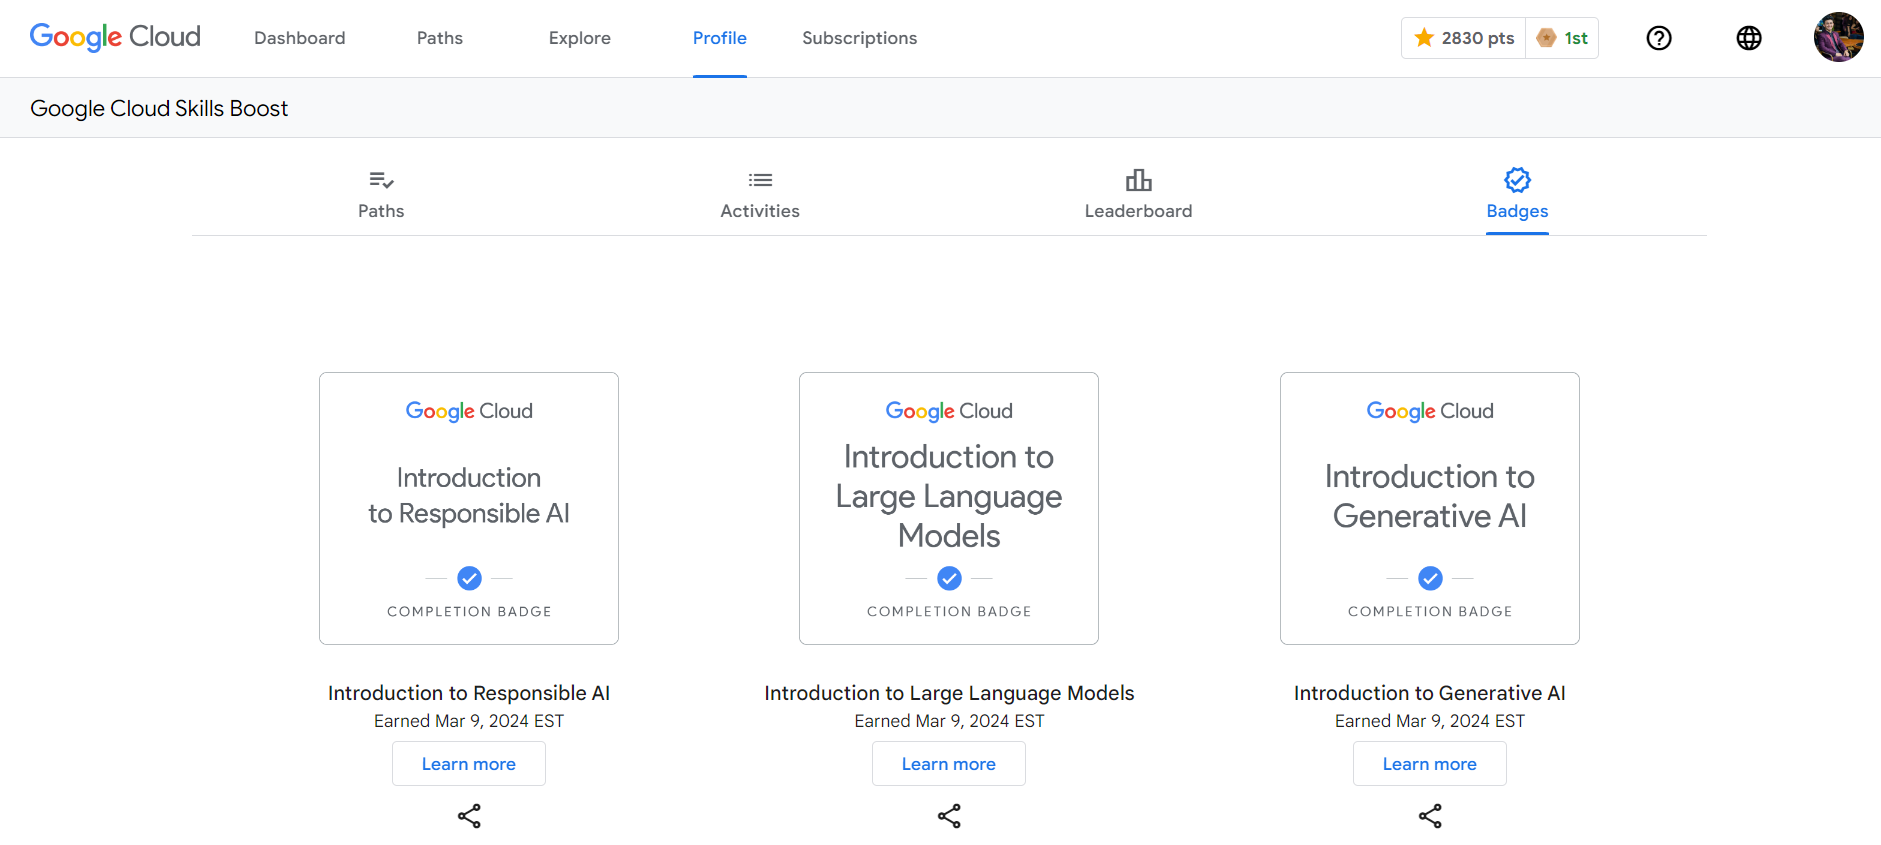 Google Cloud Dashboard Paths Explore Profile Subscriptions 2830 pts 1st
Google Cloud Skills Boost
Paths Activities Leaderboard Badges
Google Cloud
Introduction
to Responsible AI
COMPLETION BADGE
Introduction to Responsible AI
Earned Mar 9, 2024 EST
Learn more
Google Cloud
Introduction to
Large Language
Models
COMPLETION BADGE
Introduction to Large Language Models
Earned Mar 9, 2024 EST
Learn more
Google Cloud
Introduction to
Generative AI
COMPLETION BADGE
Introduction to Generative AI
Earned Mar 9, 2024 EST
Learn more